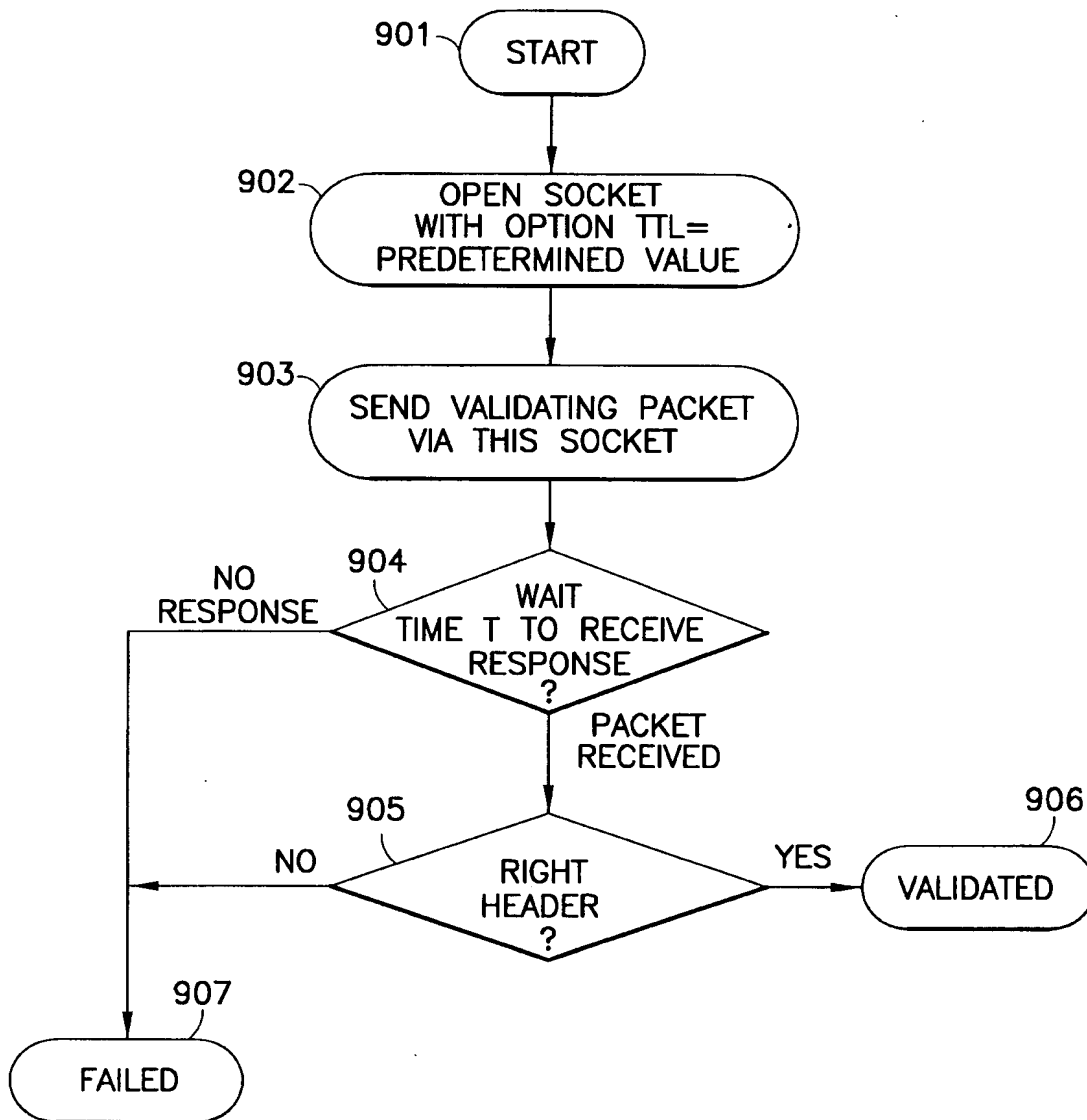 901
START
902
OPEN SOCKET
WITH OPTION TTL=
PREDETERMINED VALUE
903
SEND VALIDATING PACKET
VIA THIS SOCKET
904
NO
RESPONSE
WAIT
TIME T TO RECEIVE
RESPONSE
?
PACKET
RECEIVED
905
906
NO
RIGHT
HEADER
?
YES
VALIDATED
907
FAILED